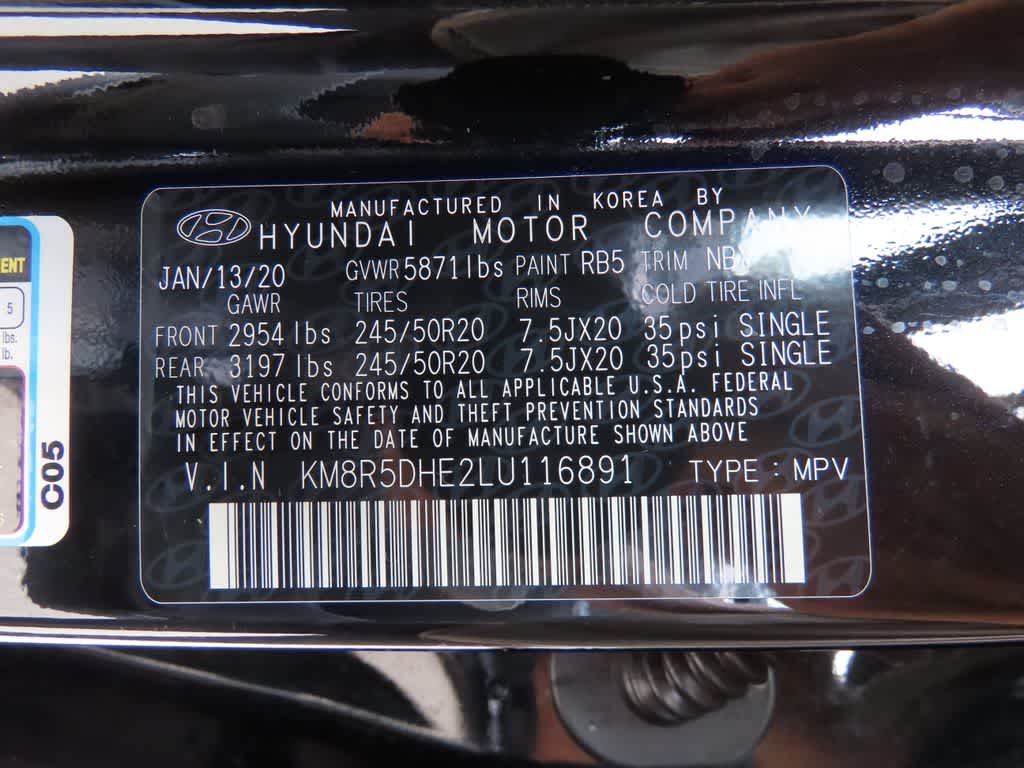 MANUFACTURED IN KOREA BY
HYUNDAI MOTOR COMPANY
JAN/13/20 GVWR 5871lbs PAINT RB5 TRIM
GAWR TIRES RIMS COLD TIRE INFL
FRONT 2954 lbs 245/50R20 7.5JX20 35psi SINGLE
REAR 3197 lbs 245/50R20 7.5JX20 35psi SINGLE
THIS VEHICLE CONFORMS TO ALL APPLICABLE U.S.A. FEDERAL
MOTOR VEHICLE SAFETY AND THEFT PREVENTION STANDARDS
IN EFFECT ON THE DATE OF MANUFACTURE SHOWN ABOVE
V.I.N KM8R5DHE2LU116891 TYPE : MPV
5
lbs.
lb.
C05